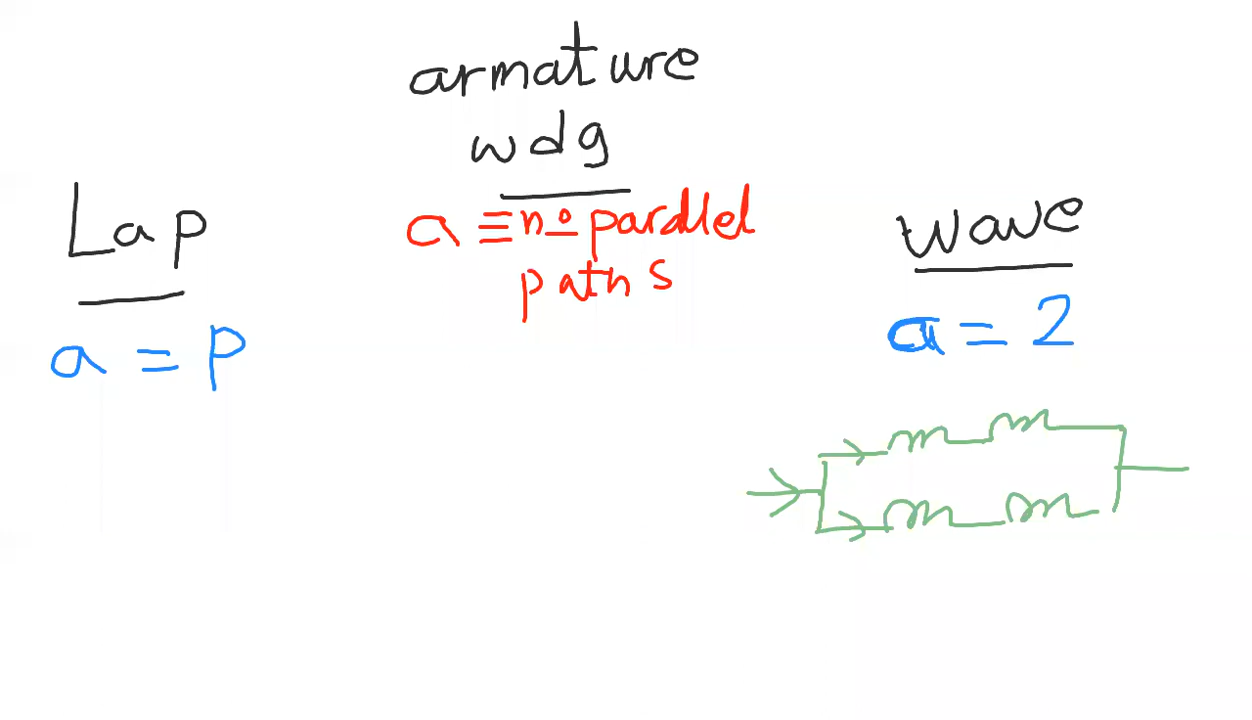 armature
wdg
Lap
a ≡ no parallel
paths
wave
a = P
a = 2